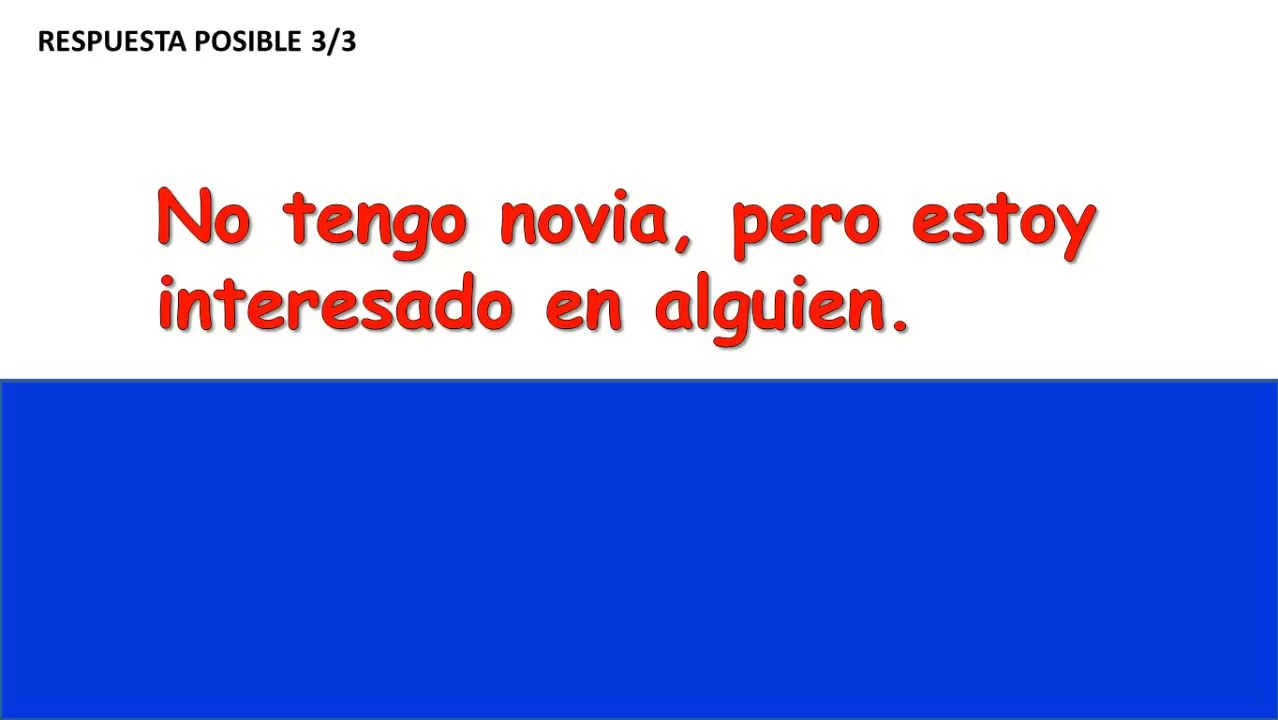 RESPUESTA POSIBLE 3/3
No tengo novia, pero estoy
interesado en alguien.